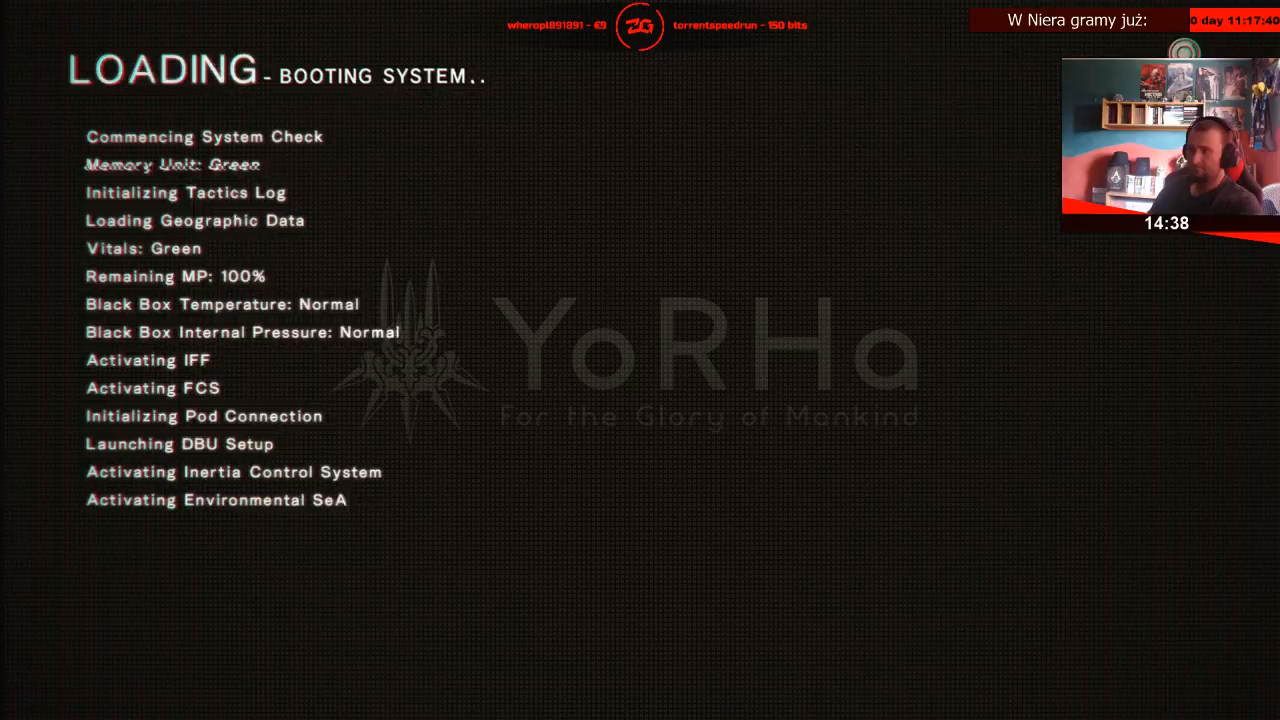 wheropl891891 - €9
ZG
torrentspeedrun - 150 bits
W Niera gramy już:
0 day 11:17:40
LOADING - BOOTING SYSTEM..
Commencing System Check
Memory Unit: Green
Initializing Tactics Log
Loading Geographic Data
Vitals: Green
Remaining MP: 100%
Black Box Temperature: Normal
Black Box Internal Pressure: Normal
Activating IFF
Activating FCS
Initializing Pod Connection
Launching DBU Setup
Activating Inertia Control System
Activating Environmental SeA
YoRHa
For the Glory of Mankind
14:38